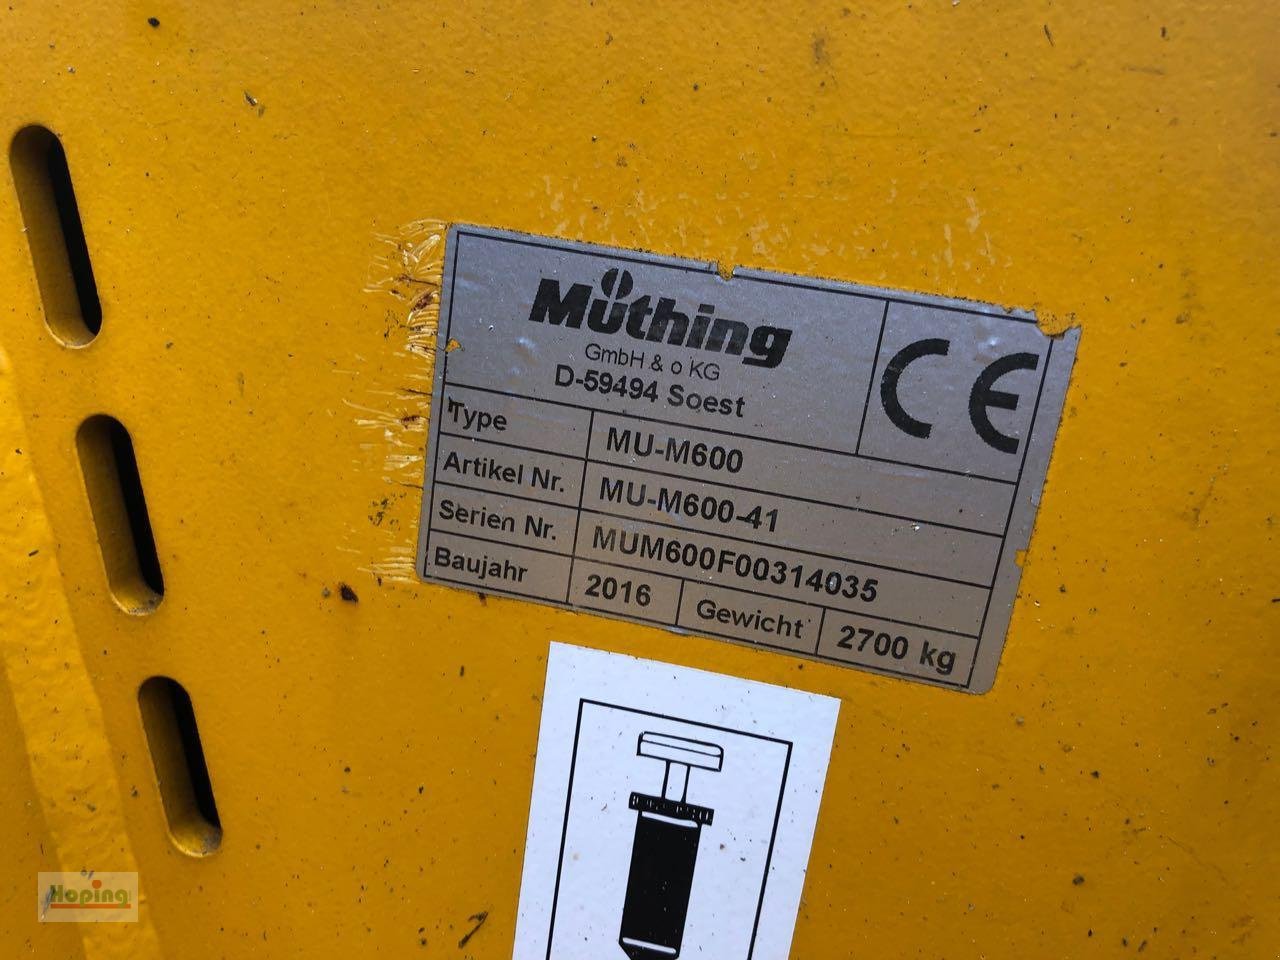 Müthing
GmbH & o KG
D-59494 Soest
CE
Type MU-M600
Artikel Nr. MU-M600-41
Serien Nr. MUM600F00314035
Baujahr 2016 Gewicht 2700 kg
Hoping